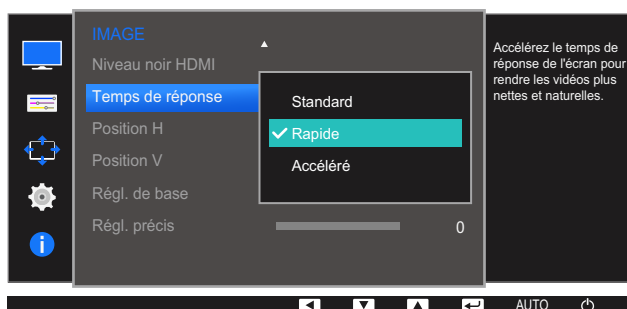 IMAGE
Niveau noir HDMI
Temps de réponse
Position H
Position V
Régl. de base
Régl. précis
0
Standard
Rapide
Accéléré
Accélérez le temps de
réponse de l'écran pour
rendre les vidéos plus
nettes et naturelles.
AUTO